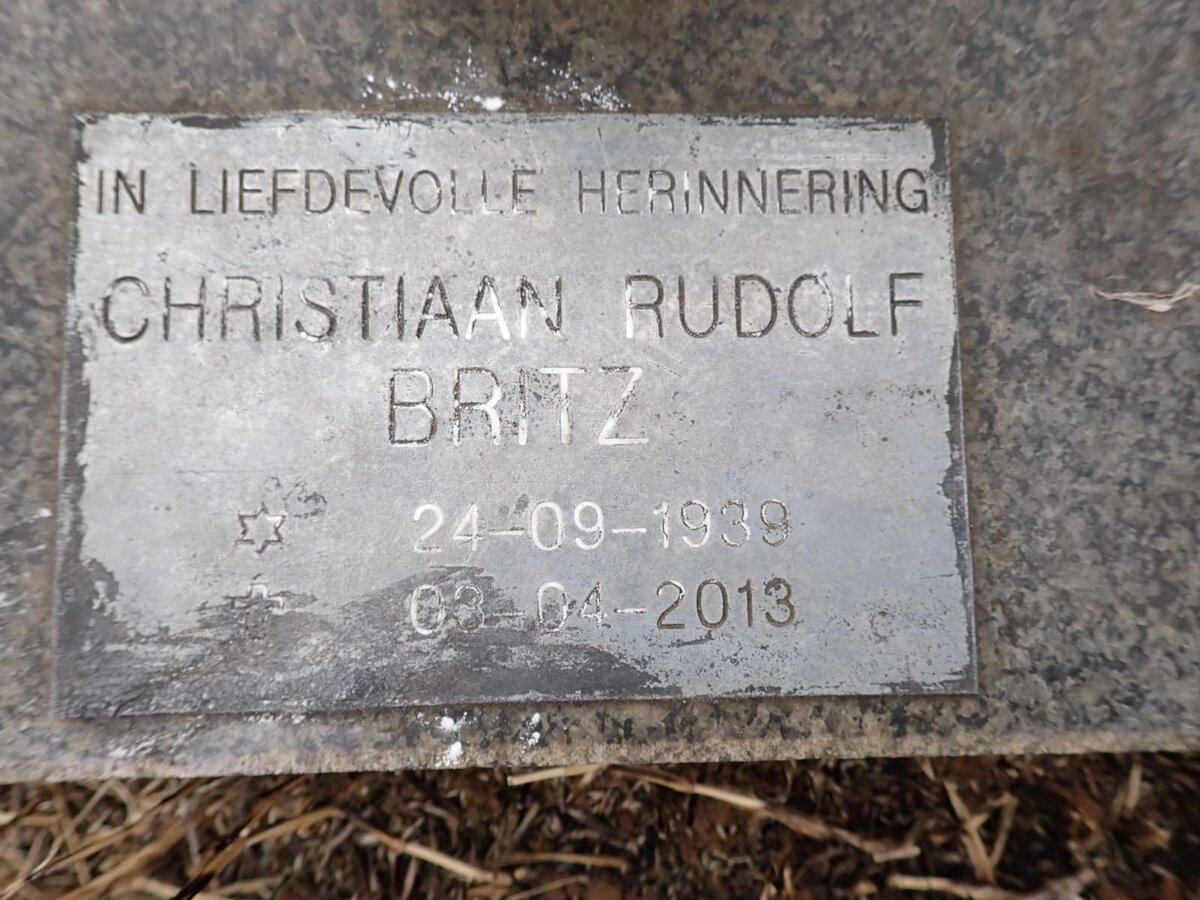 IN LIEFDEVOLLE HERINNERING
CHRISTIAAN RUDOLF
BRITZ
24-09-1939
03-04-2013